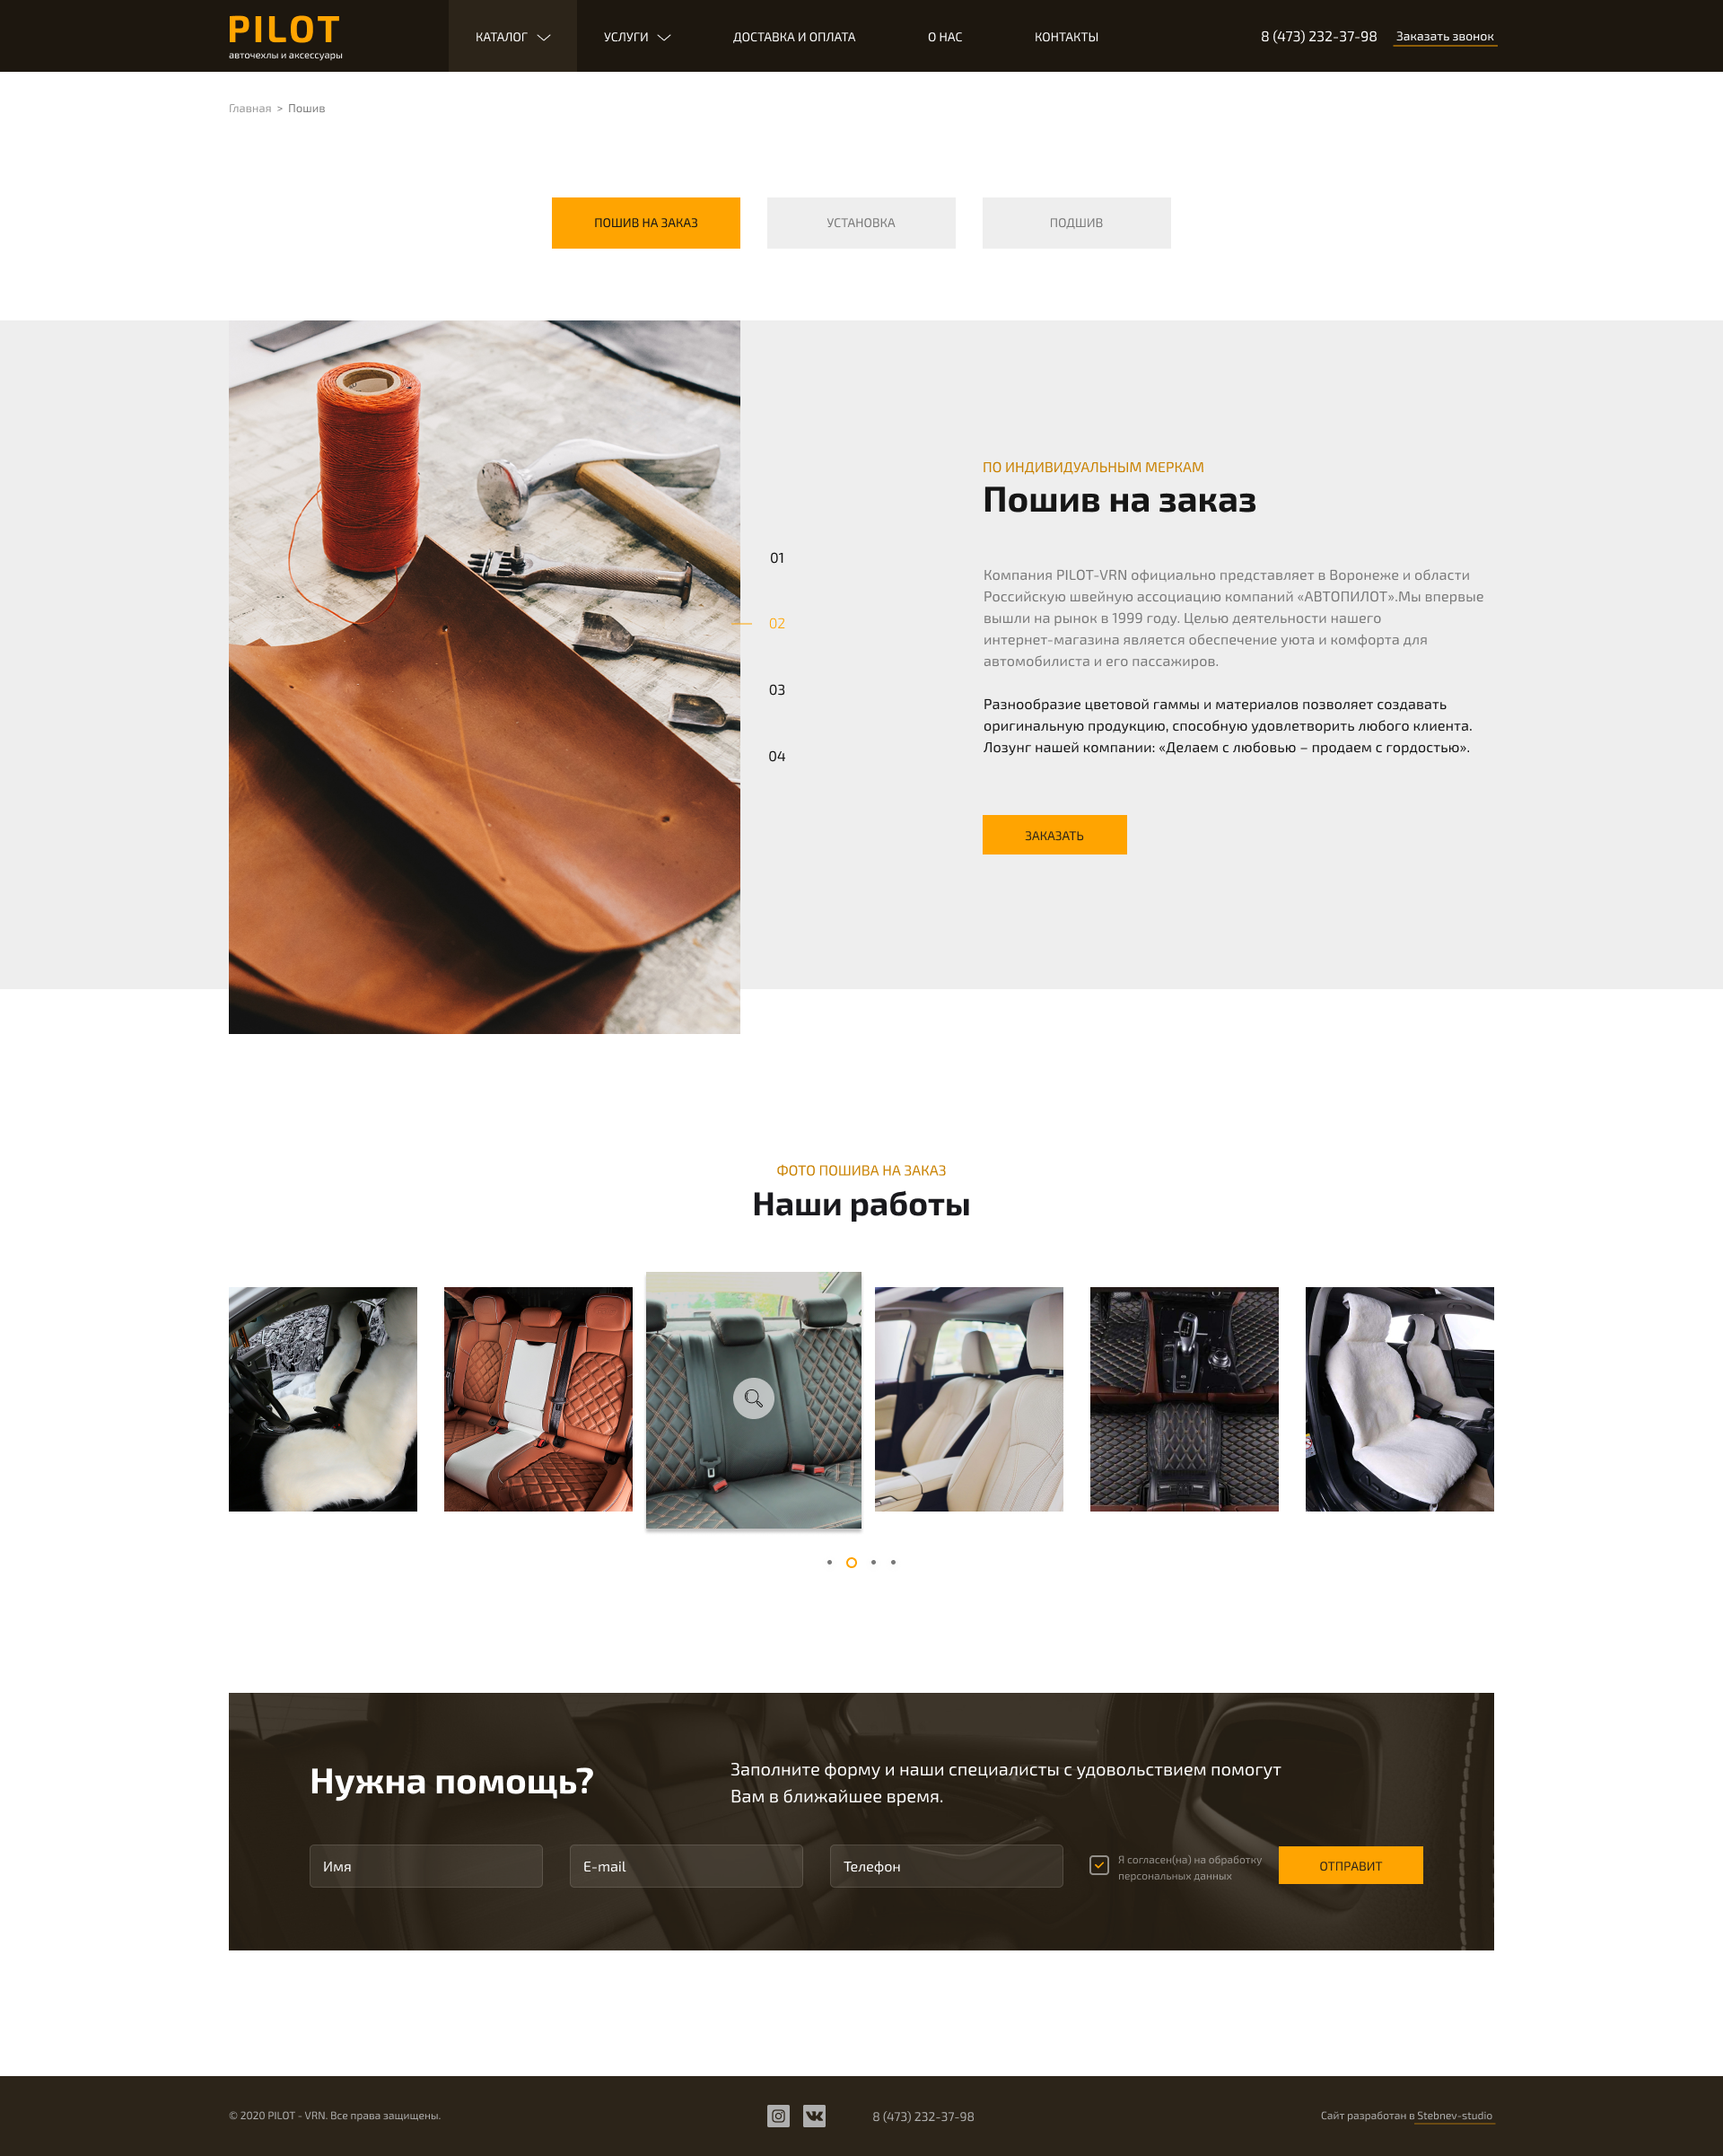 PILOT
авточехлы и аксессуары
КАТАЛОГ
УСЛУГИ
ДОСТАВКА И ОПЛАТА
О НАС
КОНТАКТЫ
8 (473) 232-37-98
Заказать звонок
Главная > Пошив
ПОШИВ НА ЗАКАЗ
УСТАНОВКА
ПОДШИВ
01
02
03
04
ПО ИНДИВИДУАЛЬНЫМ МЕРКАМ
Пошив на заказ
Компания PILOT-VRN официально представляет в Воронеже и области
Российскую швейную ассоциацию компаний «АВТОПИЛОТ».Мы впервые
вышли на рынок в 1999 году. Целью деятельности нашего
интернет-магазина является обеспечение уюта и комфорта для
автомобилиста и его пассажиров.
Разнообразие цветовой гаммы и материалов позволяет создавать
оригинальную продукцию, способную удовлетворить любого клиента.
Лозунг нашей компании: «Делаем с любовью – продаем с гордостью».
ЗАКАЗАТЬ
ФОТО ПОШИВА НА ЗАКАЗ
Наши работы
Нужна помощь?
Заполните форму и наши специалисты с удовольствием помогут
Вам в ближайшее время.
Имя
E-mail
Телефон
Я согласен(на) на обработку
персональных данных
ОТПРАВИТ
© 2020 PILOT - VRN. Все права защищены.
8 (473) 232-37-98
Сайт разработан в Stebnev-studio